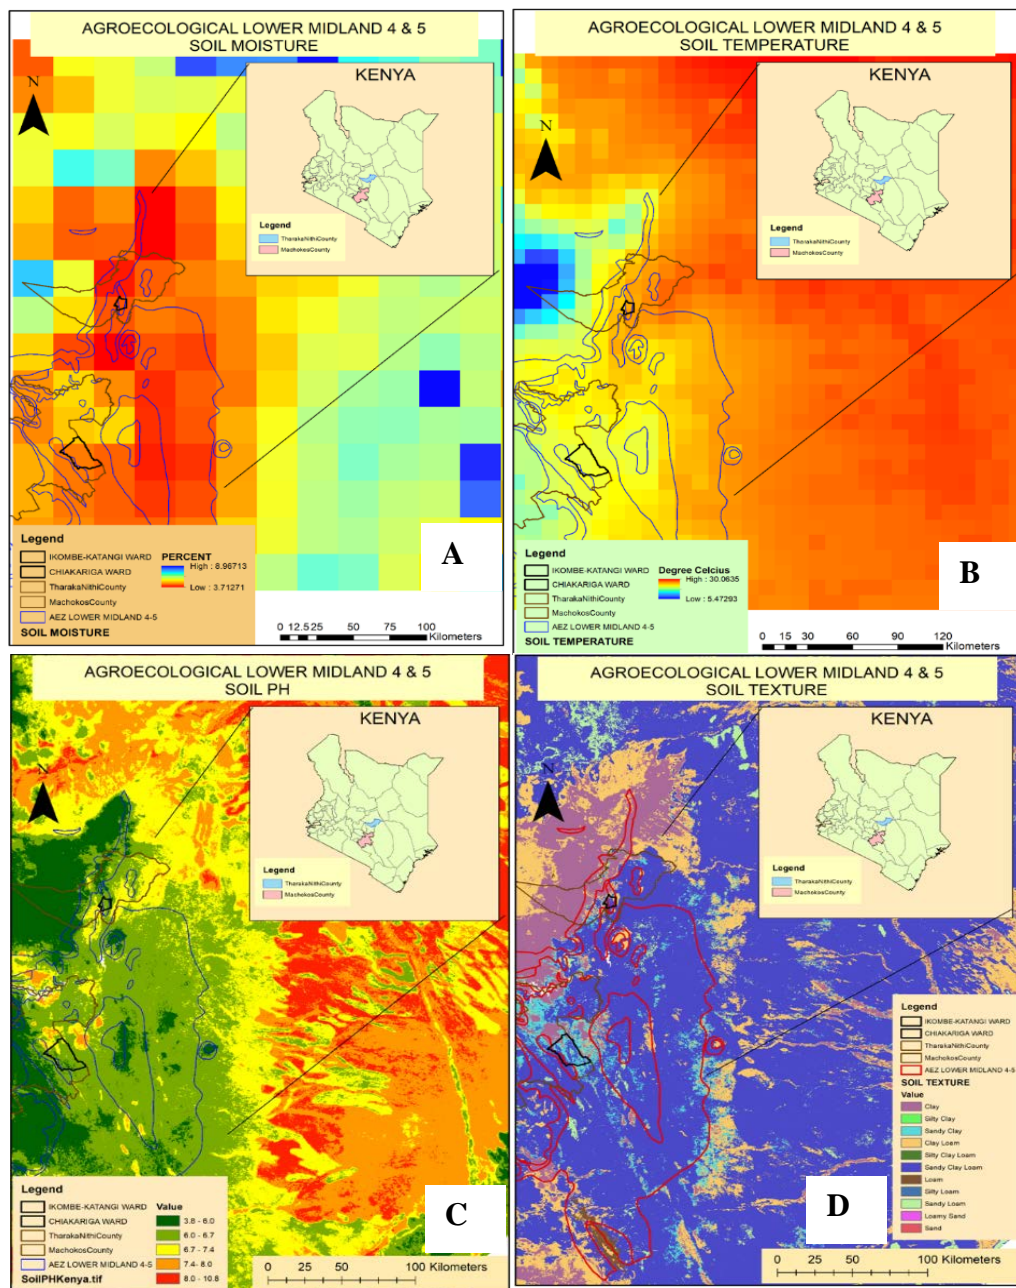 AGROECOLOGICAL LOWER MIDLAND 4 & 5
SOIL MOISTURE
KENYA
N
Legend
TharakaNithiCounty
MachokosCounty
A
Legend
IKOMBE-KATANGI WARD
CHIAKARIGA WARD
TharakaNithiCounty
MachokosCounty
AEZ LOWER MIDLAND 4-5
SOIL MOISTURE
PERCENT
High : 8.96713
Low : 3.71271
0 12.525 50 75 100
Kilometers
AGROECOLOGICAL LOWER MIDLAND 4 & 5
SOIL TEMPERATURE
KENYA
N
Legend
TharakaNithiCounty
MachokosCounty
B
Legend
IKOMBE-KATANGI WARD
CHIAKARIGA WARD
TharakaNithiCounty
MachokosCounty
AEZ LOWER MIDLAND 4-5
SOIL TEMPERATURE
Degree Celcius
High : 30.0635
Low : 5.47293
0 15 30 60 90 120
Kilometers
AGROECOLOGICAL LOWER MIDLAND 4 & 5
SOIL PH
KENYA
N
Legend
TharakaNithiCounty
MachokosCounty
C
Legend
IKOMBE-KATANGI WARD
CHIAKARIGA WARD
TharakaNithiCounty
MachokosCounty
AEZ LOWER MIDLAND 4-5
SoilPHKenya.tif
Value
3.8 - 6.0
6.0 - 6.7
6.7 - 7.4
7.4 - 8.0
8.0 - 10.8
0 25 50 100 Kilometers
AGROECOLOGICAL LOWER MIDLAND 4 & 5
SOIL TEXTURE
KENYA
N
Legend
TharakaNithiCounty
MachokosCounty
D
Legend
IKOMBE-KATANGI WARD
CHIAKARIGA WARD
TharakaNithiCounty
MachokosCounty
AEZ LOWER MIDLAND 4-5
SOIL TEXTURE
Value
Clay
Silty Clay
Sandy Clay
Clay Loam
Silty Clay Loam
Sandy Clay Loam
Loam
Silty Loam
Sandy Loam
Loamy Sand
Sand
0 25 50 100 Kilometers